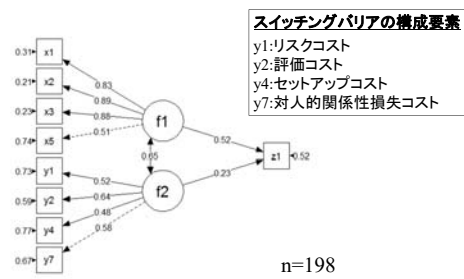 スイッチングバリアの構成要素
y1:リスクコスト
y2:評価コスト
y4:セットアップコスト
y7:対人的関係性損失コスト
0.31 x1
0.21 x2
0.23 x3
0.74 x5
0.73 y1
0.59 y2
0.77 y4
0.67 y7
0.83
0.89
0.88
0.51
f1
0.65
f2
0.52
0.64
0.48
0.58
0.52
0.23
z1 0.52
n=198